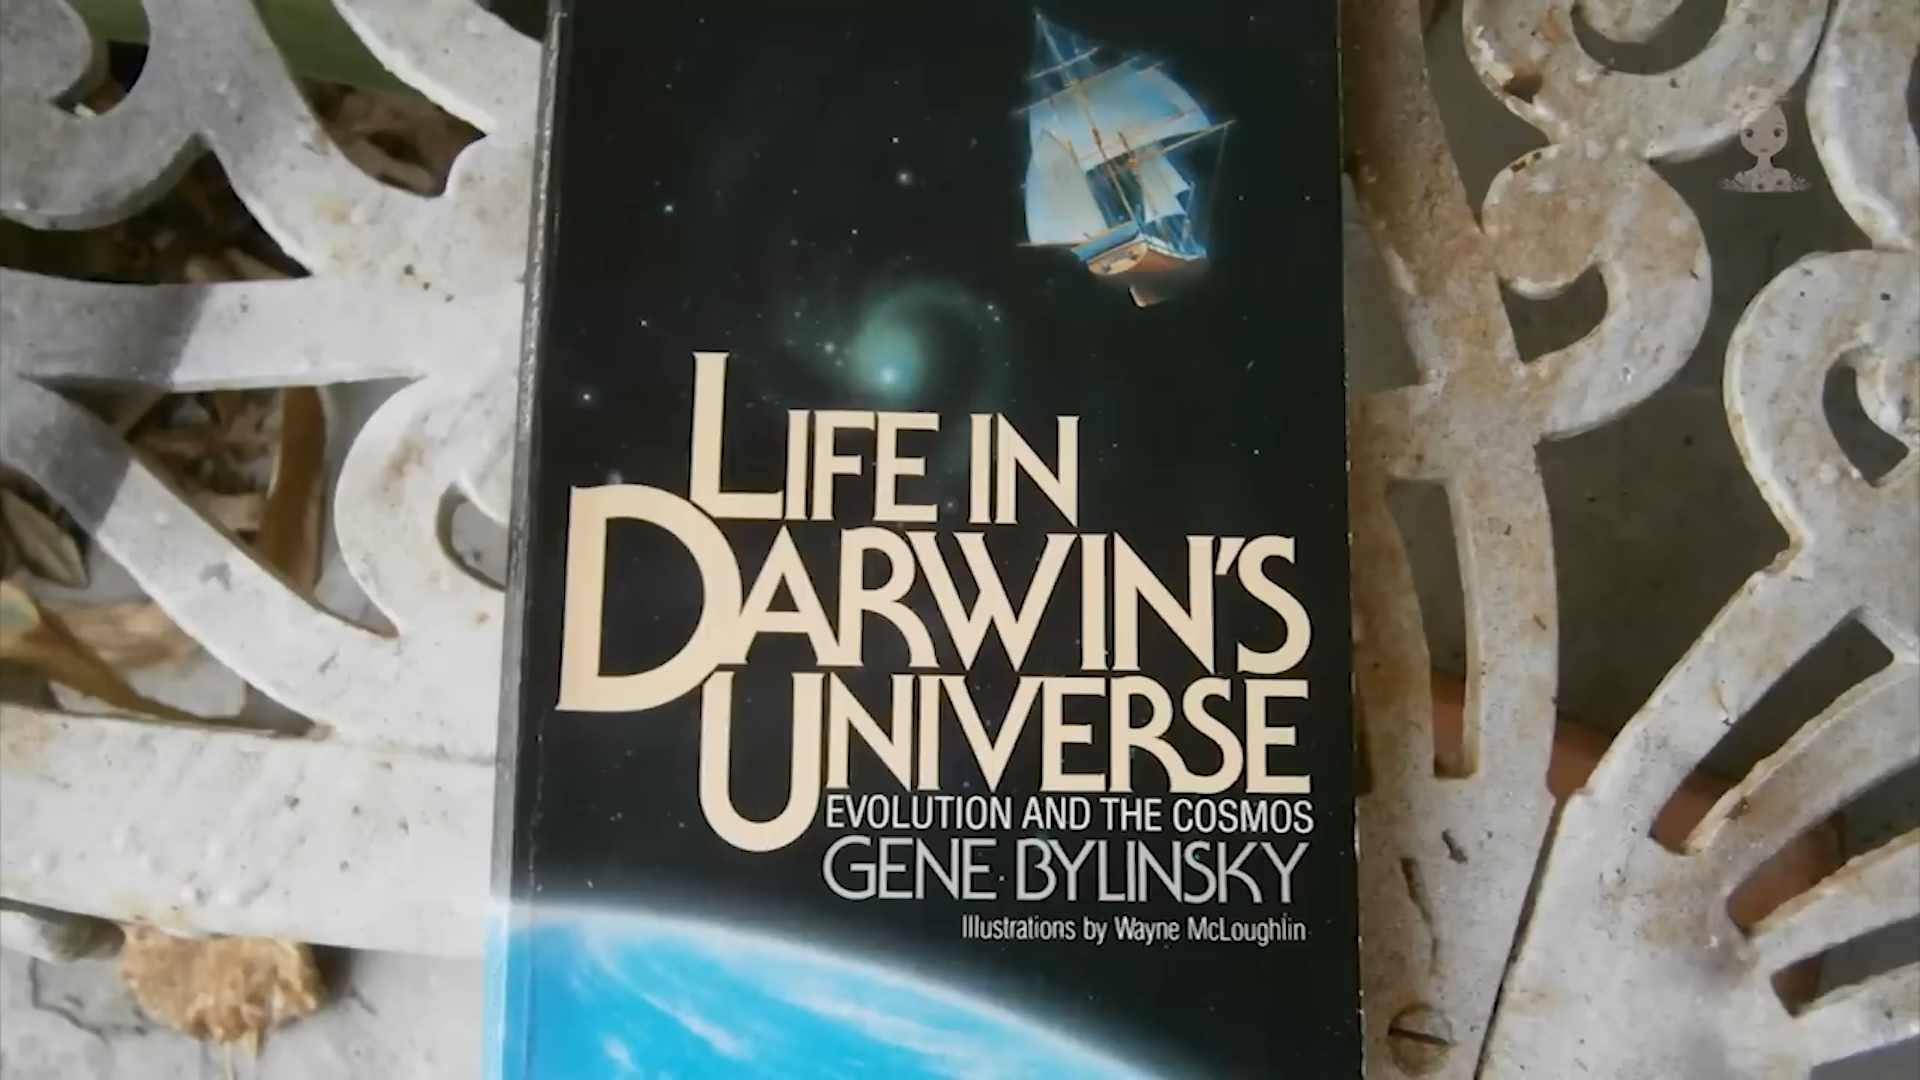 LIFE IN
DARWIN'S
UNIVERSE
EVOLUTION AND THE COSMOS
GENE BYLINSKY
Illustrations by Wayne McLoughlin